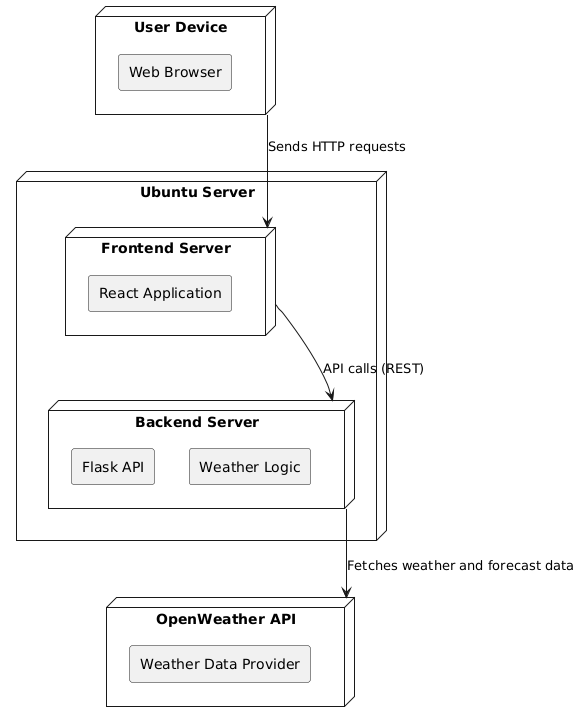 User Device
Web Browser
Sends HTTP requests
Ubuntu Server
Frontend Server
React Application
API calls (REST)
Backend Server
Flask API
Weather Logic
Fetches weather and forecast data
OpenWeather API
Weather Data Provider